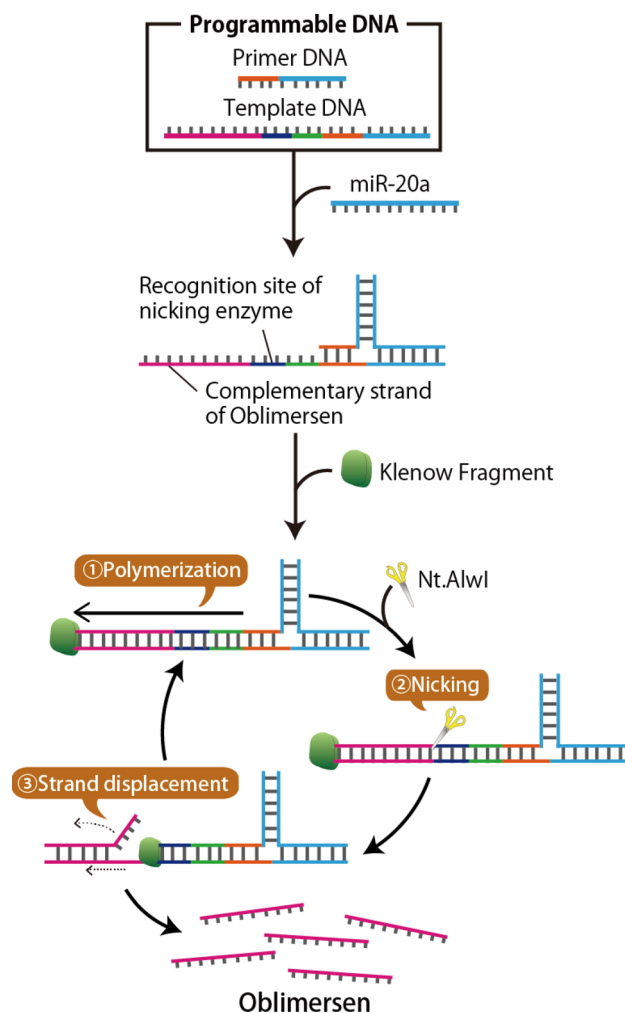 Programmable DNA
Primer DNA
Template DNA
miR-20a
Recognition site of
nicking enzyme
Complementary strand
of Oblimersen
Klenow Fragment
①Polymerization
Nt.AlwI
②Nicking
③Strand displacement
Oblimersen